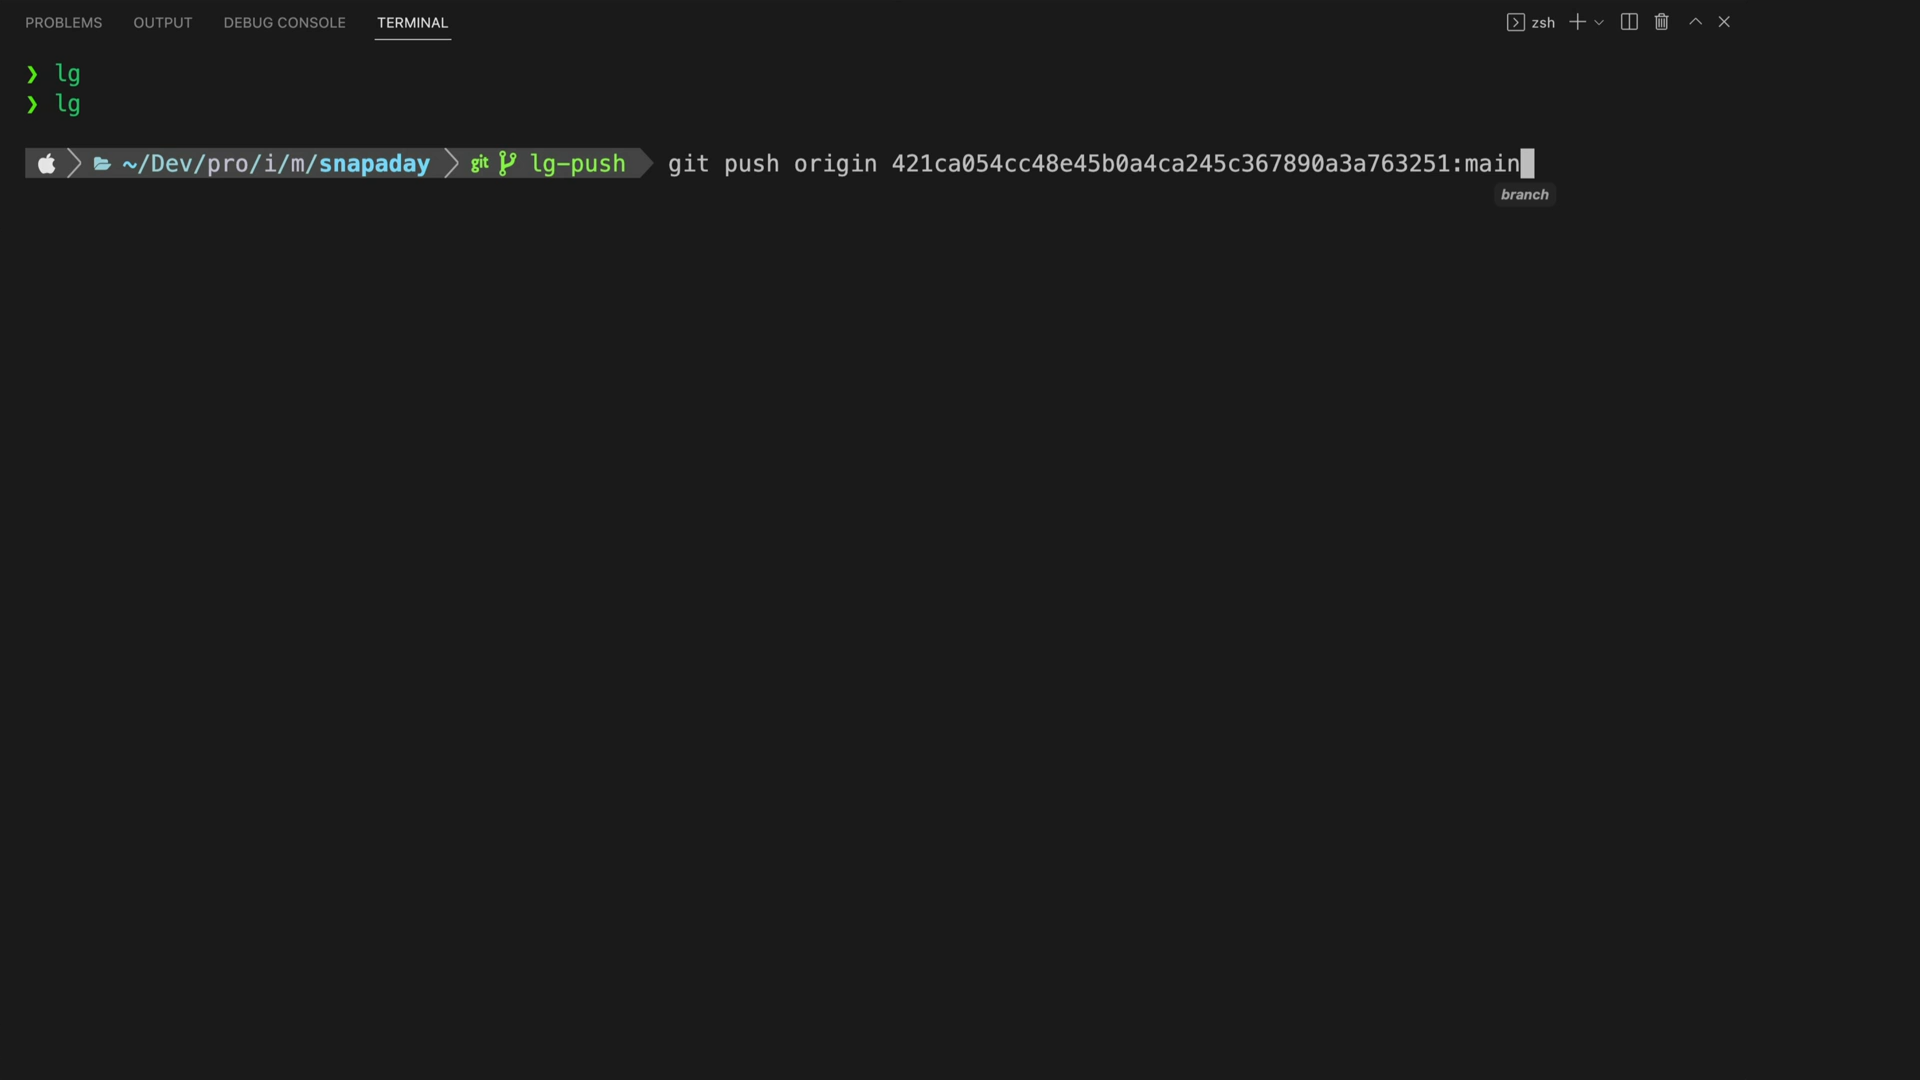 PROBLEMS OUTPUT DEBUG CONSOLE TERMINAL zsh
❯ lg
❯ lg
~/Dev/pro/i/m/snapaday git lg-push git push origin 421ca054cc48e45b0a4ca245c367890a3a763251:main
branch